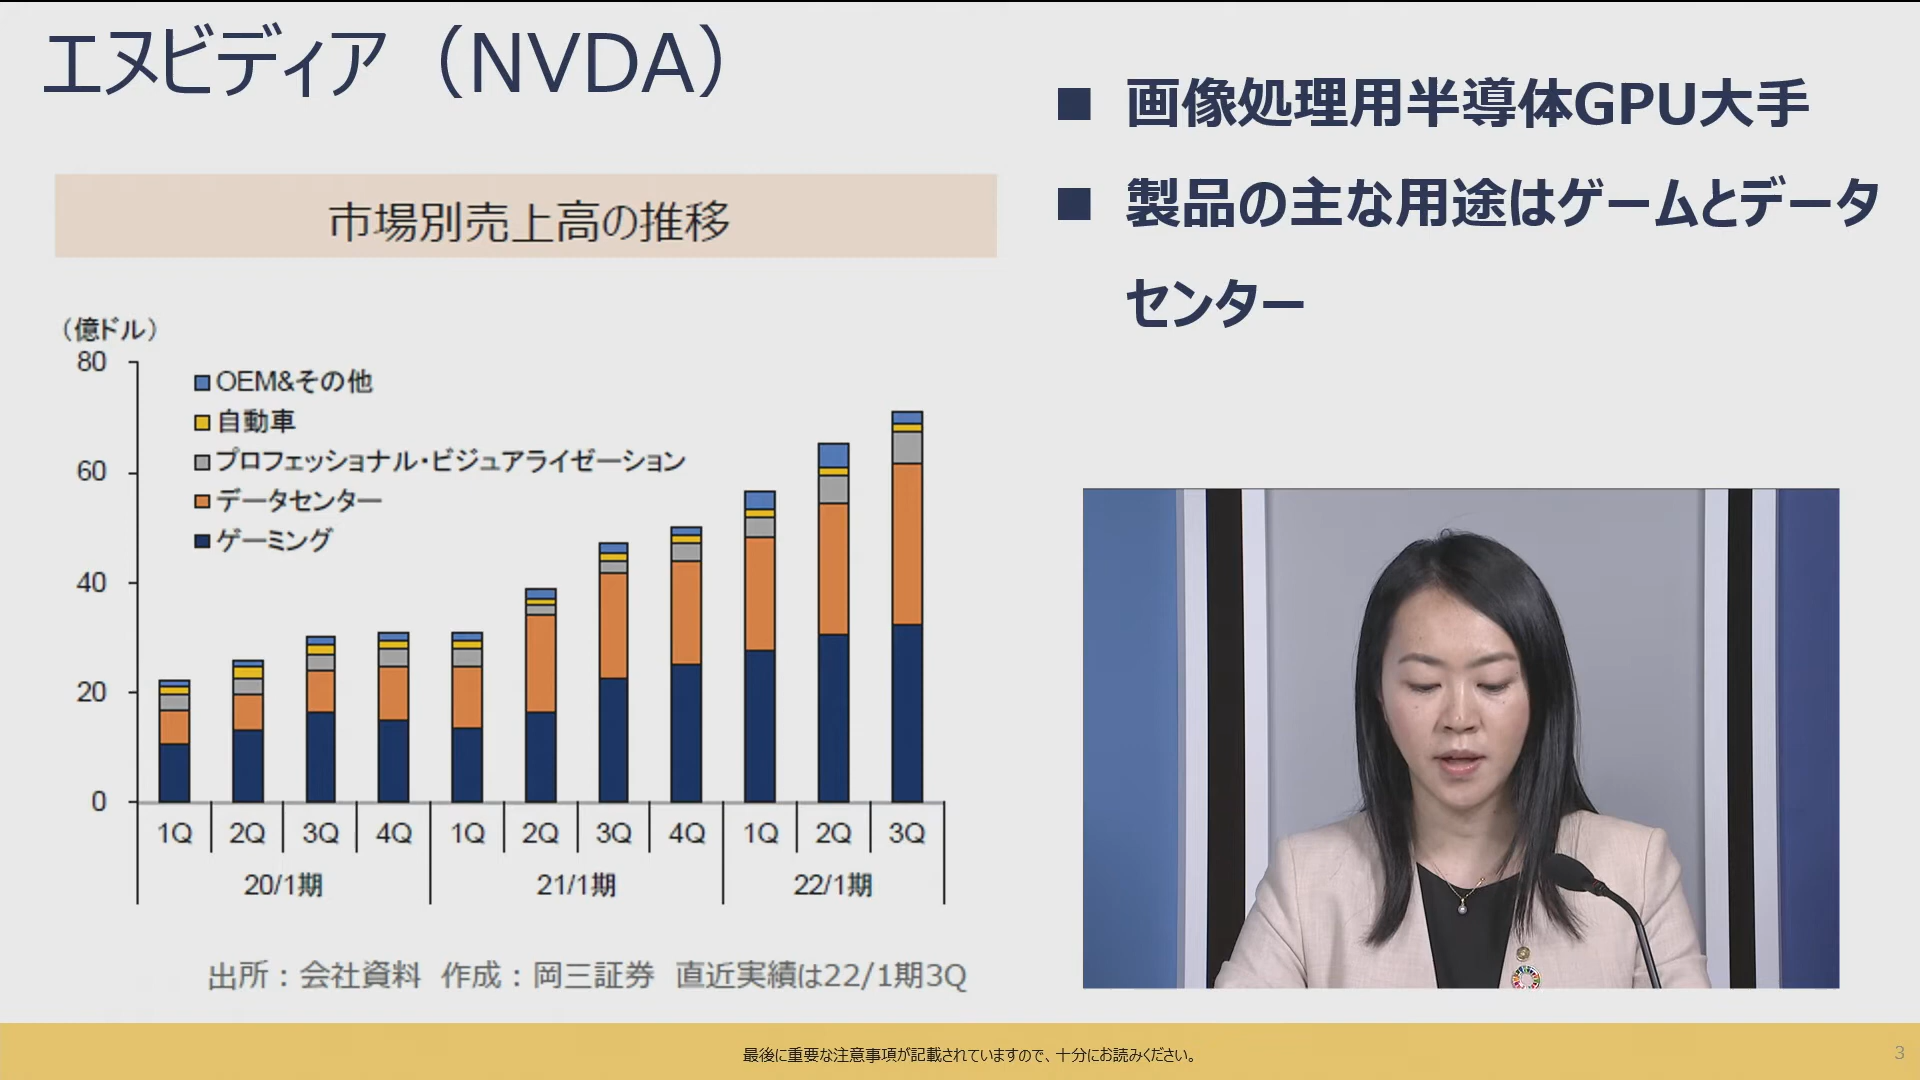 エヌビディア（NVDA）
■ 画像処理用半導体GPU大手
■ 製品の主な用途はゲームとデータ
センター
市場別売上高の推移
（億ドル）
80
60
40
20
0
OEM&その他
自動車
プロフェッショナル・ビジュアライゼーション
データセンター
ゲーミング
1Q 2Q 3Q 4Q 1Q 2Q 3Q 4Q 1Q 2Q 3Q
20/1期 21/1期 22/1期
出所：会社資料 作成：岡三証券 直近実績は22/1期3Q
最後に重要な注意事項が記載されていますので、十分にお読みください。
3